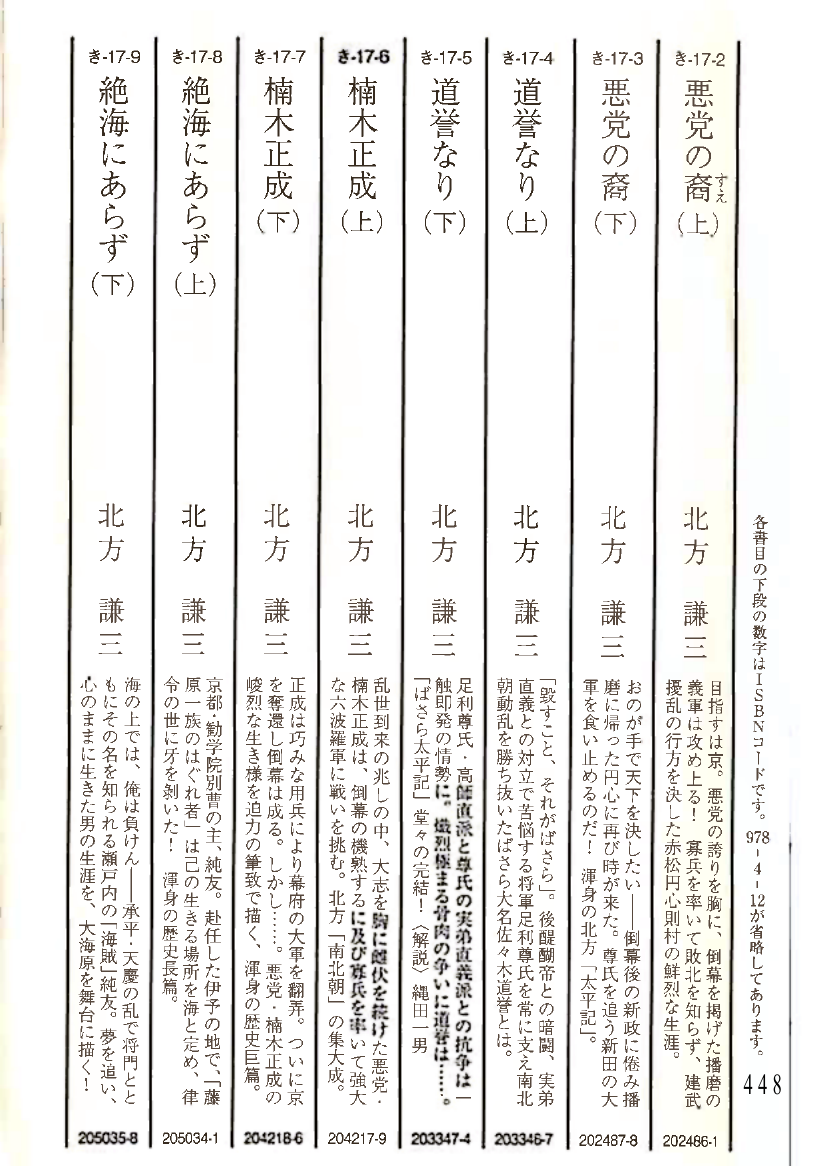 各書目の下段の数字はISBNコードです。978-4-12が省略してあります。
き-17-2
悪党の裔(上)
すえ
北方 謙三
目指すは京。悪党の誇りを胸に、倒幕を掲げた播磨の
義軍は攻め上る! 寡兵を率いて敗北を知らず、建武
擾乱の行方を決した赤松円心則村の鮮烈な生涯。
202486-1
き-17-3
悪党の裔(下)
北方 謙三
おのが手で天下を決したい――倒幕後の新政に倦み播
磨に帰った円心に再び時が来た。尊氏を追う新田の大
軍を食い止めるのだ! 渾身の北方「太平記」。
202487-8
き-17-4
道誉なり(上)
北方 謙三
「毀すこと、それがばさら」。後醍醐帝との暗闘、実弟
直義との対立で苦悩する将軍足利尊氏を常に支え南北
朝動乱を勝ち抜いたばさら大名佐々木道誉とは。
203346-7
き-17-5
道誉なり(下)
北方 謙三
足利尊氏・高師直派と尊氏の実弟直義派との抗争は一
触即発の情勢に。熾烈極まる骨肉の争いに道誉は……。
「ばさら太平記」堂々の完結!〈解説〉縄田一男
203347-4
き-17-6
楠木正成(上)
北方 謙三
乱世到来の兆しの中、大志を胸に雌伏を続けた悪党・
楠木正成は、倒幕の機熟するに及び寡兵を率いて強大
な六波羅軍に戦いを挑む。北方「南北朝」の集大成。
204217-9
き-17-7
楠木正成(下)
北方 謙三
正成は巧みな用兵により幕府の大軍を翻弄。ついに京
を奪還し倒幕は成る。しかし……。悪党・楠木正成の
峻烈な生き様を迫力の筆致で描く、渾身の歴史巨篇。
204218-6
き-17-8
絶海にあらず(上)
北方 謙三
京都・勧学院別曹の主、純友。赴任した伊予の地で、「藤
原一族のはぐれ者」は己の生きる場所を海と定め、律
令の世に牙を剝いた! 渾身の歴史長篇。
205034-1
き-17-9
絶海にあらず(下)
北方 謙三
海の上では、俺は負けん――承平・天慶の乱で将門とと
もにその名を知られる瀬戸内の「海賊」純友。夢を追い、
心のままに生きた男の生涯を、大海原を舞台に描く!
205035-8
448